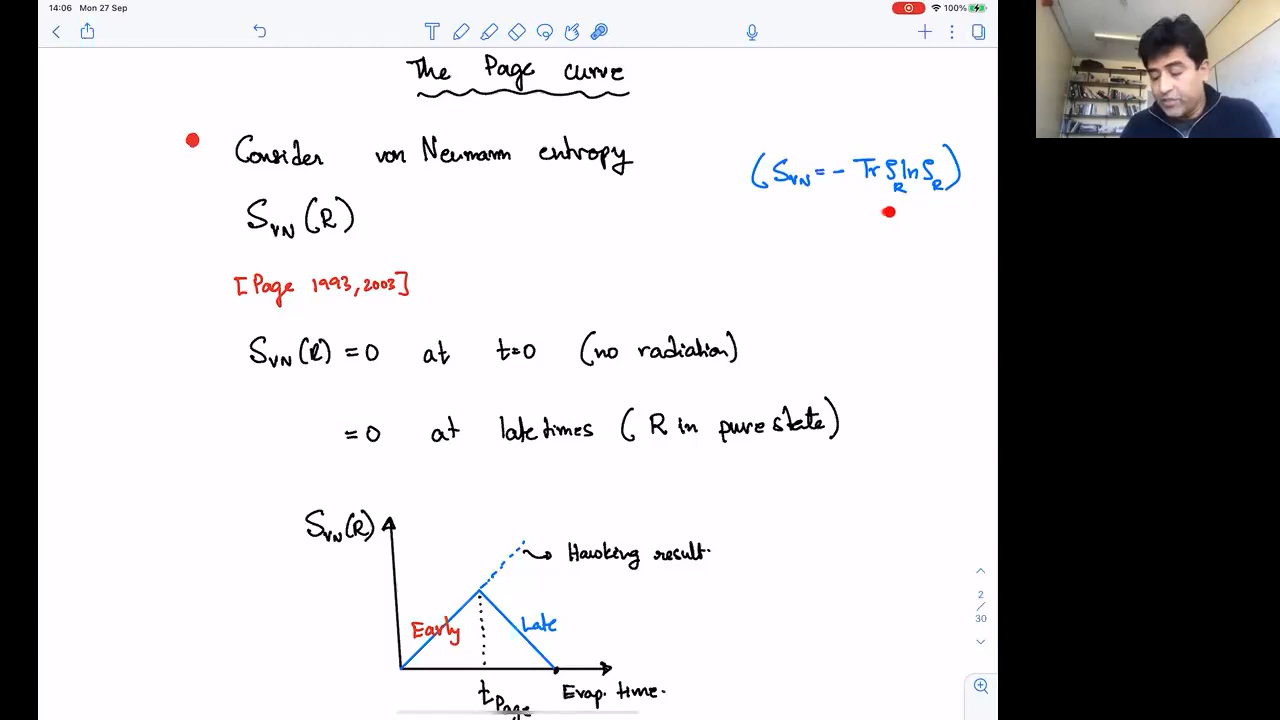 14:06 Mon 27 Sep
100%
The Page curve
Consider von Neumann entropy
(S_VN = - Tr ρ_R ln ρ_R)
S_VN (R)
[Page 1993, 2003]
S_VN (R) = 0 at t=0 (no radiation)
= 0 at late times (R in pure state)
S_VN (R)
Hawking result.
Early
Late
t_Page
Evap. time.
2
/
30